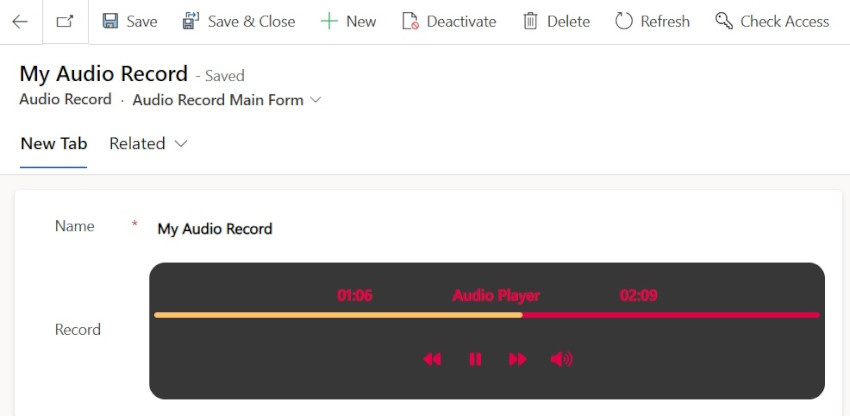 Save Save & Close New Deactivate Delete Refresh Check Access
My Audio Record - Saved
Audio Record · Audio Record Main Form
New Tab Related
Name * My Audio Record
01:06 Audio Player 02:09
Record